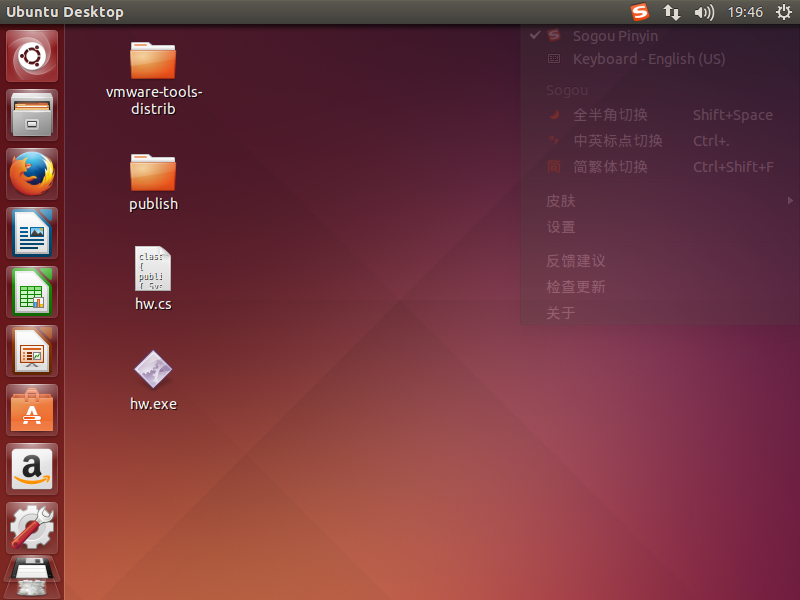 Ubuntu Desktop
19:46
Sogou Pinyin
Keyboard - English (US)
Sogou
全半角切换 Shift+Space
中英标点切换 Ctrl+.
简 简繁体切换 Ctrl+Shift+F
皮肤
设置
反馈建议
检查更新
关于
vmware-tools-
distrib
publish
class
{
publi
{ Sys
hw.cs
hw.exe